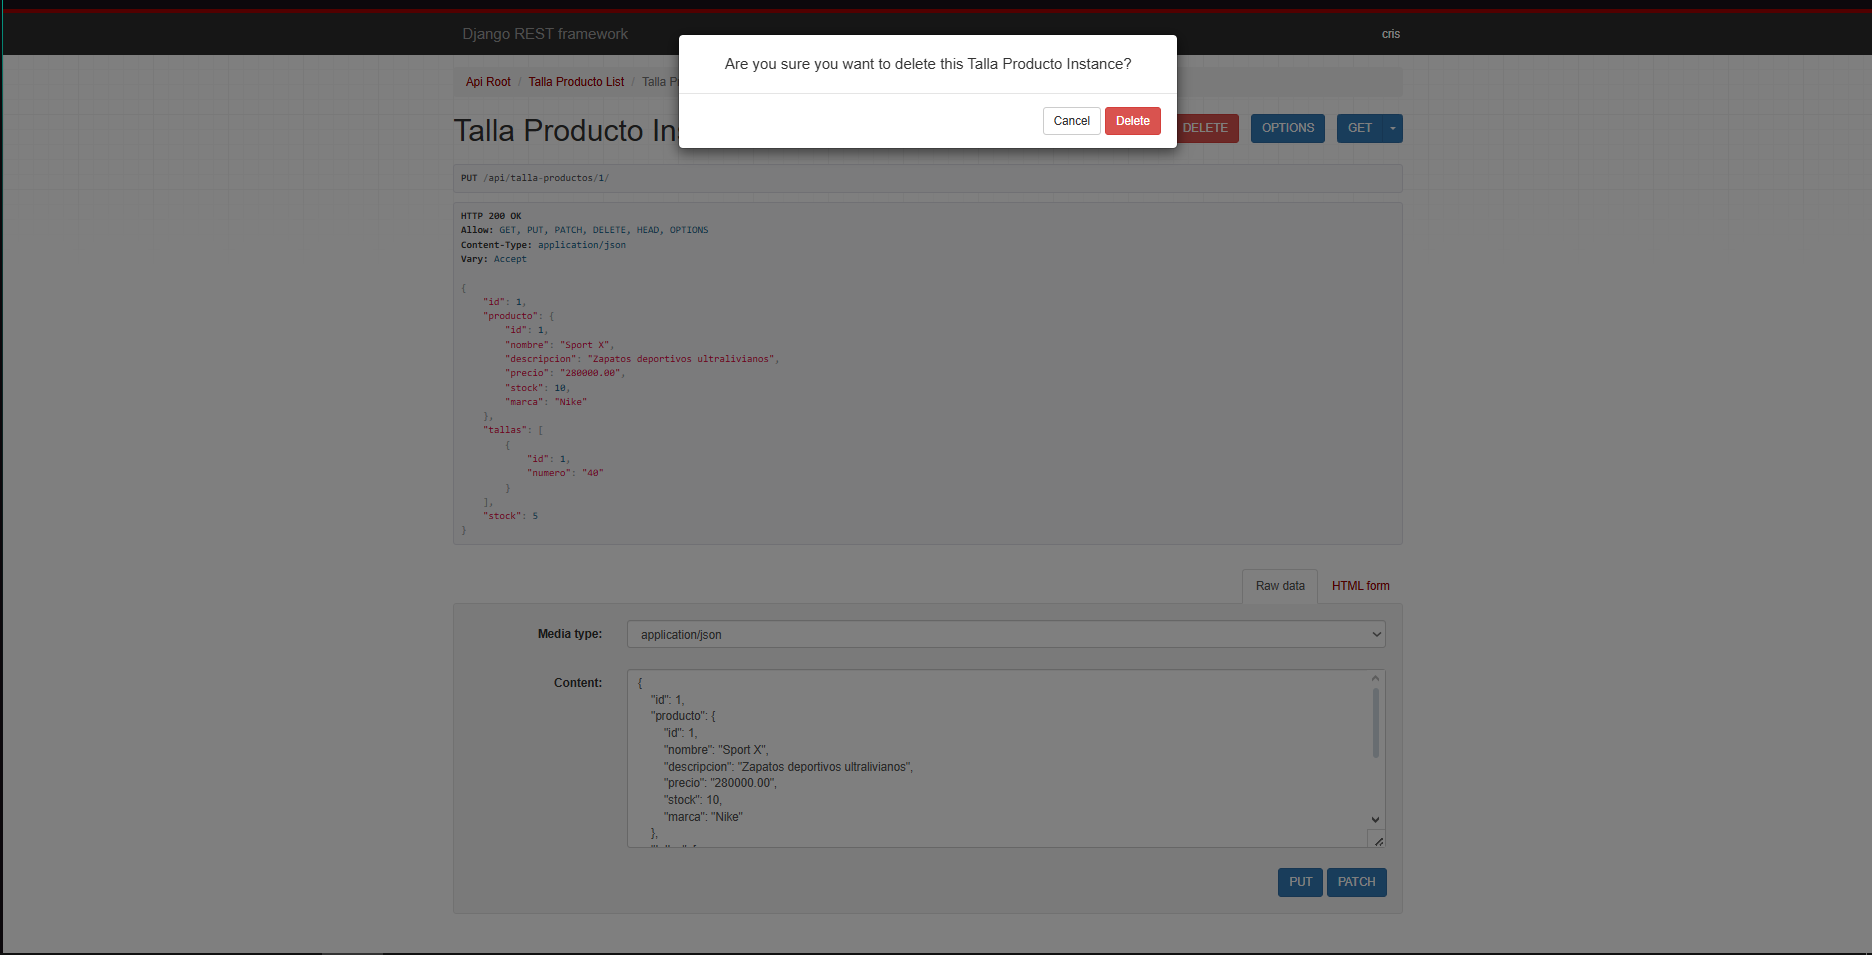 Django REST framework
cris
Are you sure you want to delete this Talla Producto Instance?
Cancel Delete
Api Root / Talla Producto List / Talla
Talla Producto
DELETE OPTIONS GET
PUT /api/talla-productos/1/
HTTP 200 OK
Allow: GET, PUT, PATCH, DELETE, HEAD, OPTIONS
Content-Type: application/json
Vary: Accept
{
"id": 1,
"producto": {
"id": 1,
"nombre": "Sport X",
"descripcion": "Zapatos deportivos ultralivianos",
"precio": "280000.00",
"stock": 10,
"marca": "Nike"
},
"tallas": [
{
"id": 1,
"numero": "40"
}
],
"stock": 5
}
Raw data HTML form
Media type: application/json
Content:
{
"id": 1,
"producto": {
"id": 1,
"nombre": "Sport X",
"descripcion": "Zapatos deportivos ultralivianos",
"precio": "280000.00",
"stock": 10,
"marca": "Nike"
},
PUT PATCH